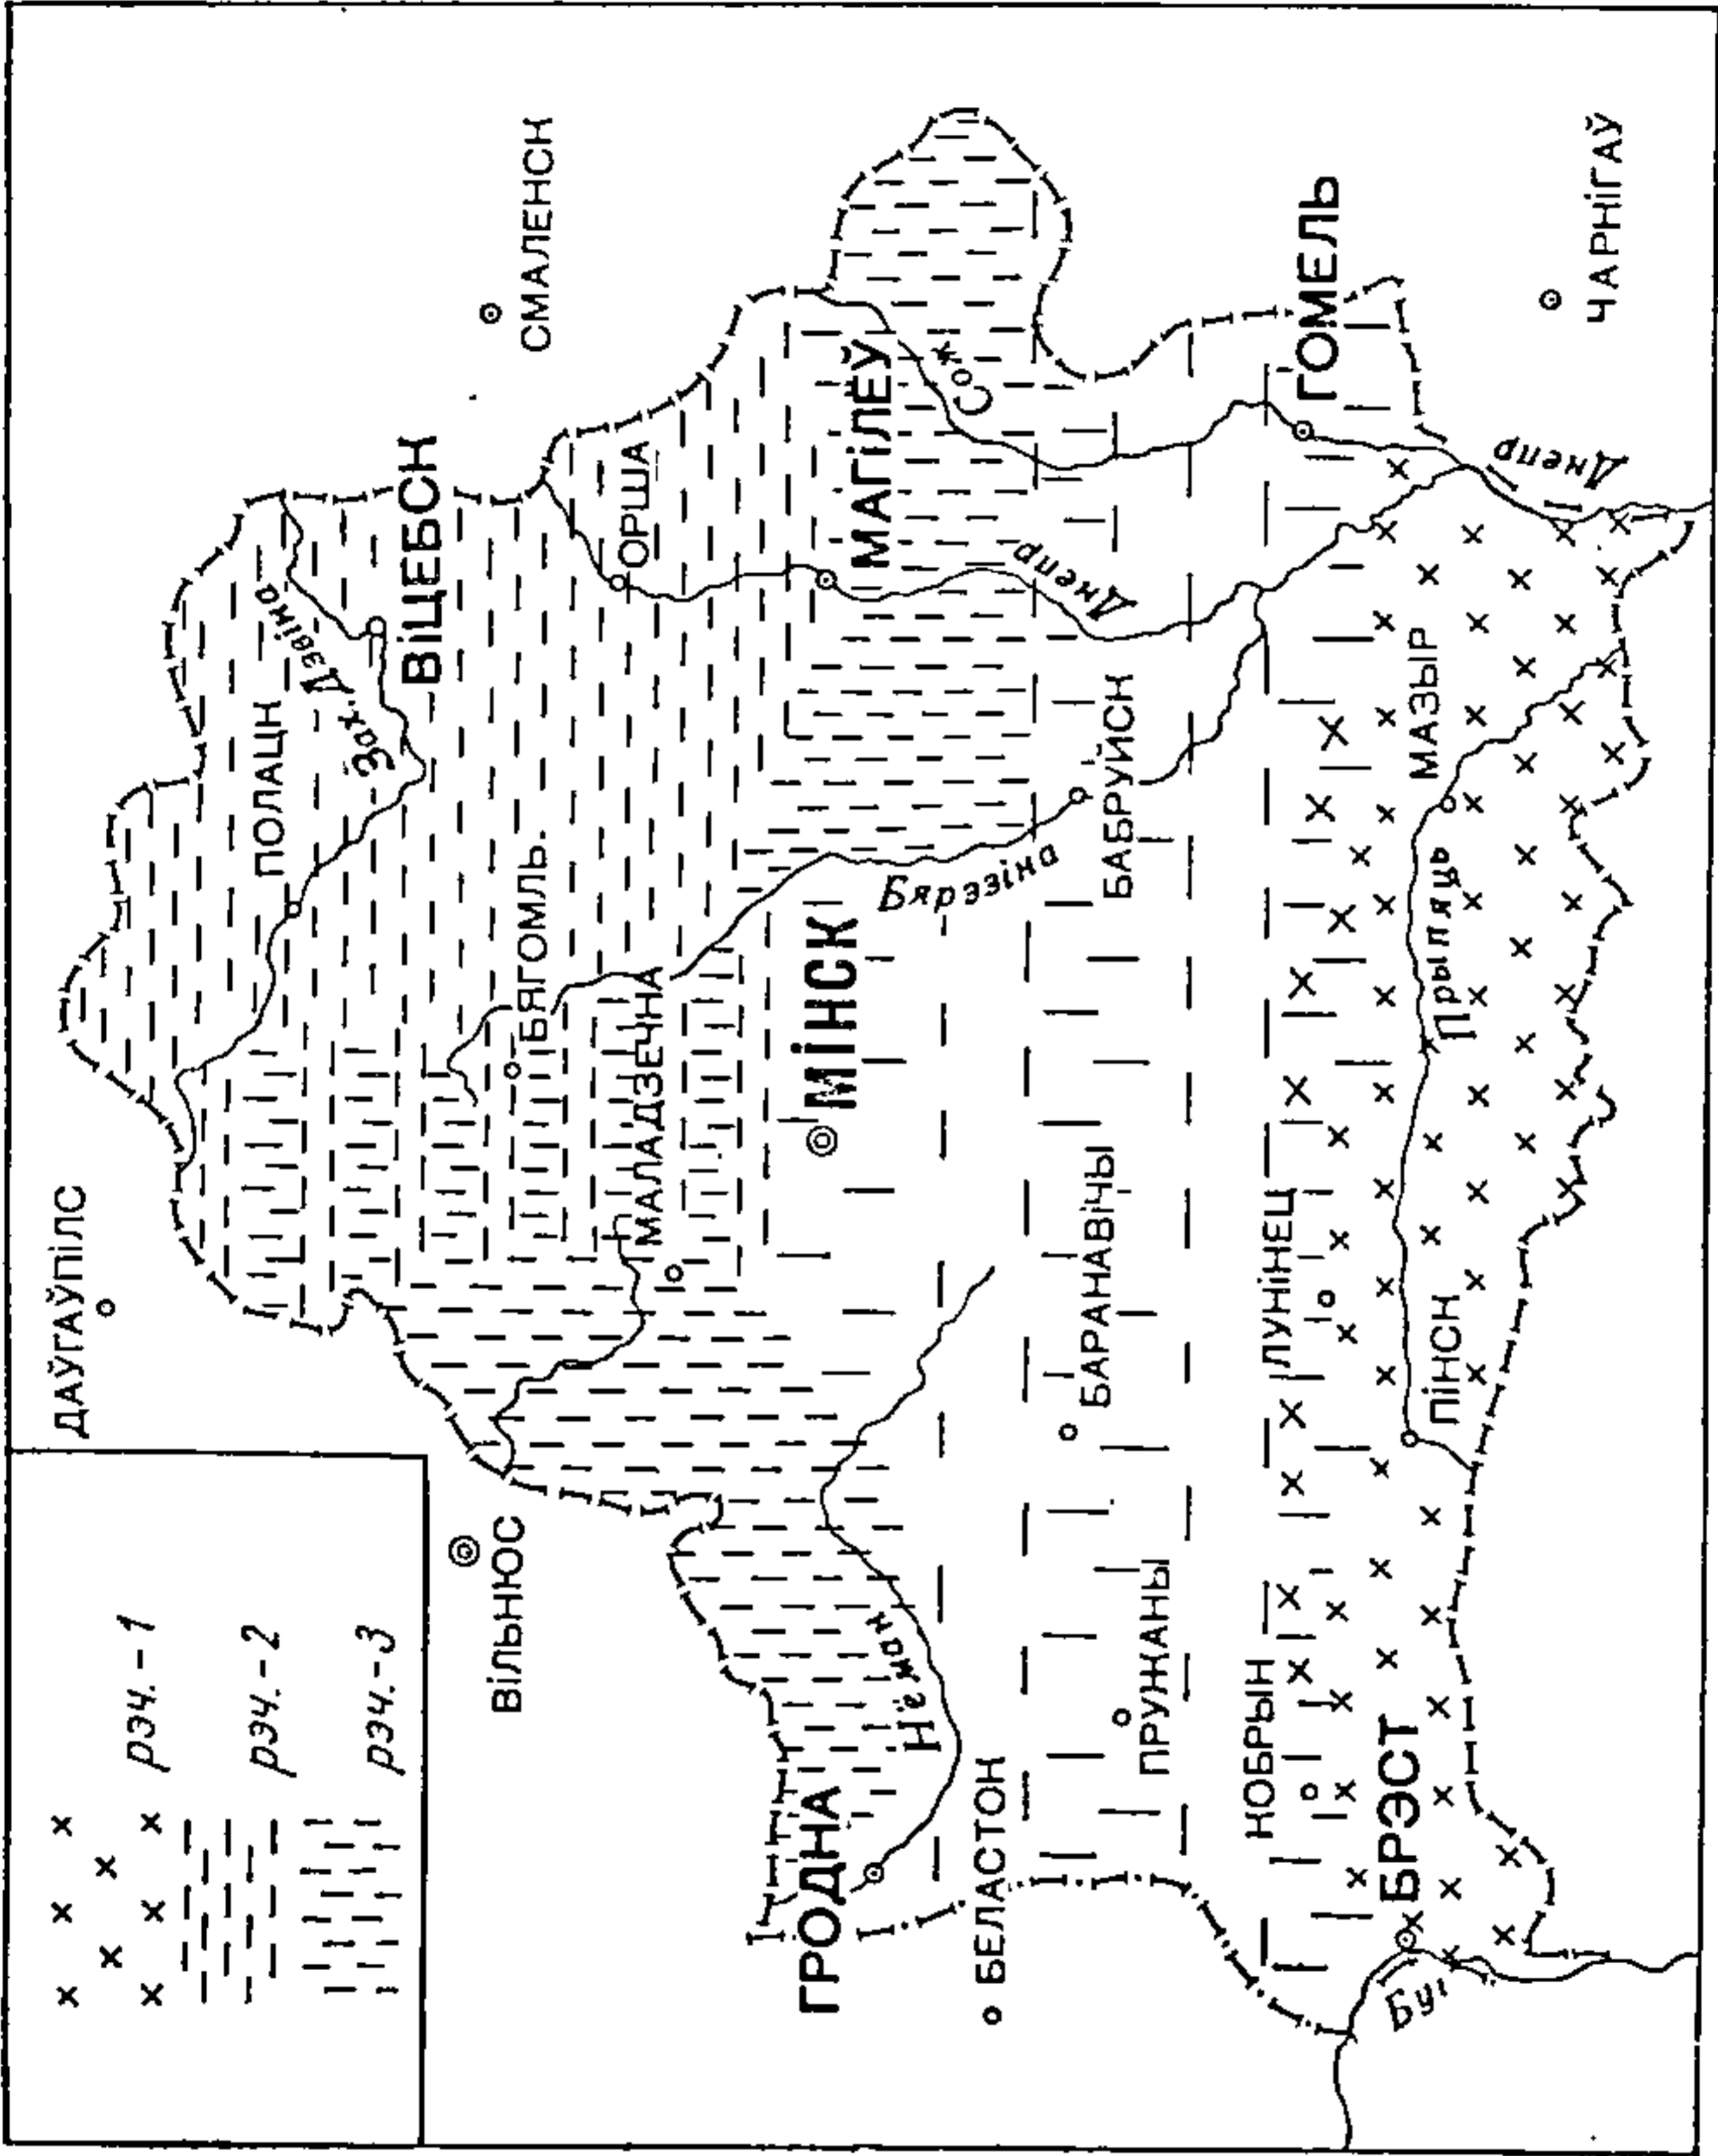 рэч.-1
рэч.-2
рэч.-3
ДАЎГАЎПІЛС
ВІЛЬНЮС
СМАЛЕНСК
ПОЛАЦК
Зах. Дзвіна
ВІЦЕБСК
БЯГОМЛЬ.
ОРША
МАЛАДЗЕЧНА
МІНСК
МАГІЛЕЎ
ГРОДНА
Нёман
Бярэзіна
Сож
Днепр
БЕЛАСТОК
БАРАНАВІЧЫ
БАБРУЙСК
ПРУЖАНЫ
КОБРЫН
ЛУНІНЕЦ
ГОМЕЛЬ
БРЭСТ
Буг
ПІНСК
Прыпяць
МАЗЫР
Днепр
ЧАРНІГАЎ